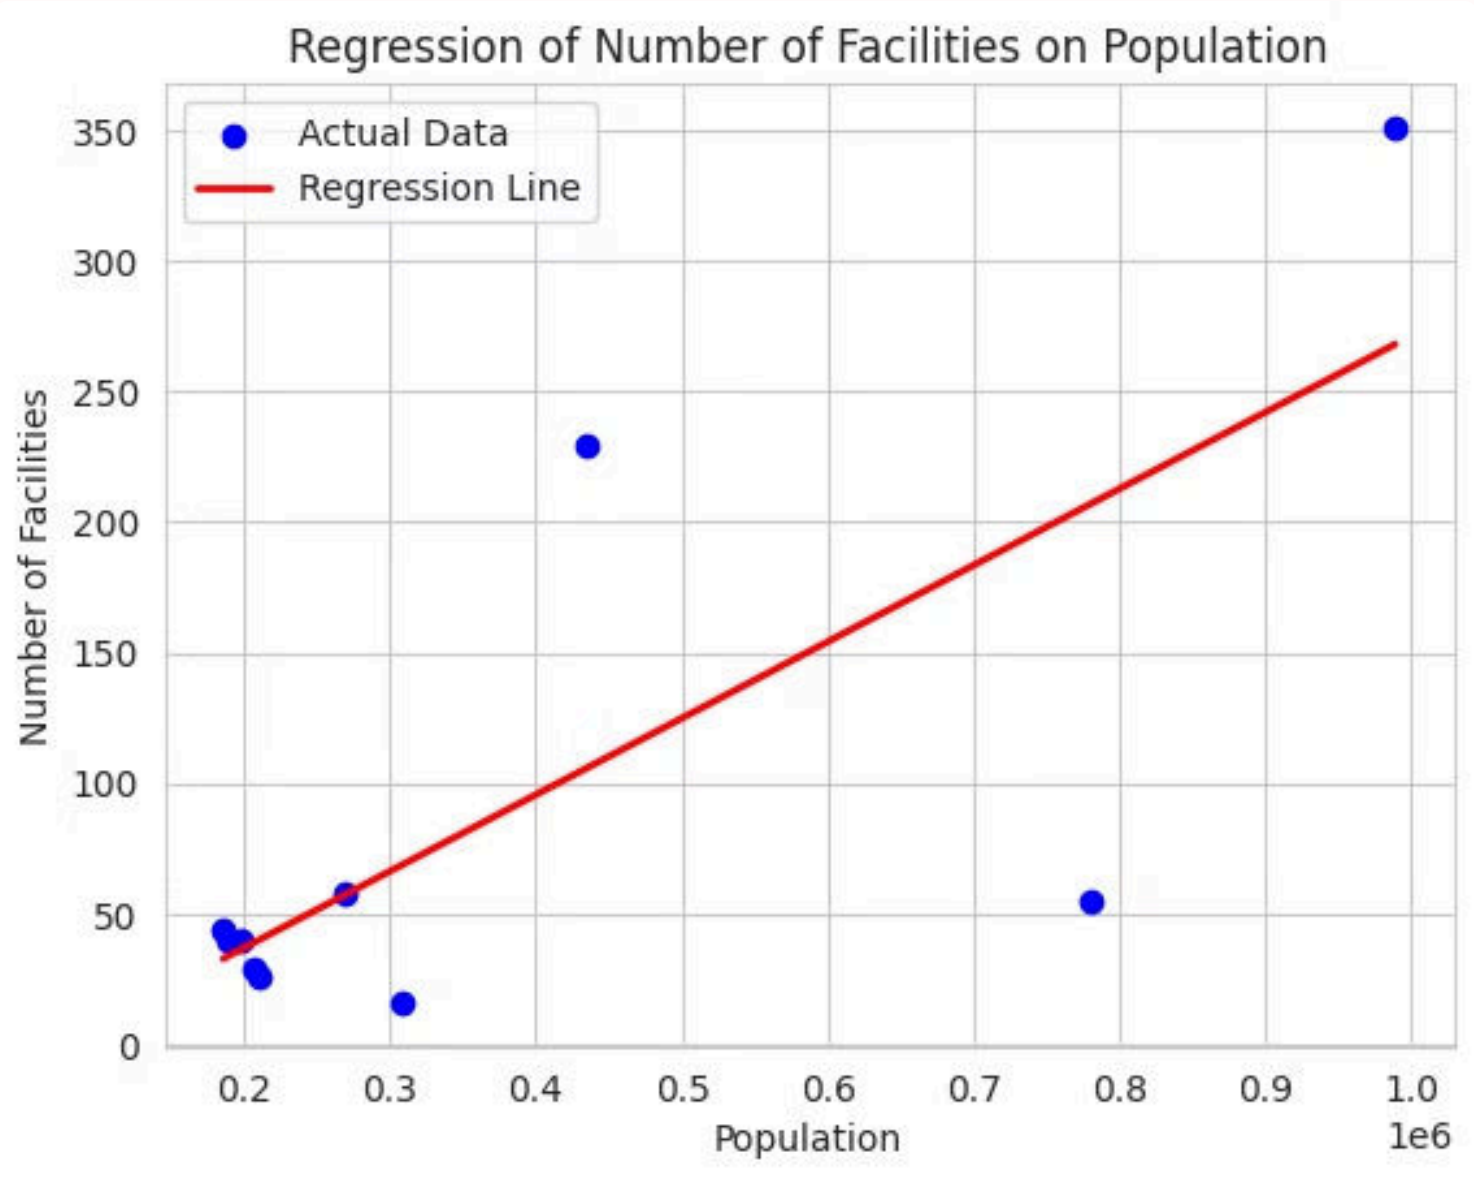 Regression of Number of Facilities on Population
Actual Data
Regression Line
350
300
250
200
150
100
50
0
Number of Facilities
0.2 0.3 0.4 0.5 0.6 0.7 0.8 0.9 1.0
1e6
Population